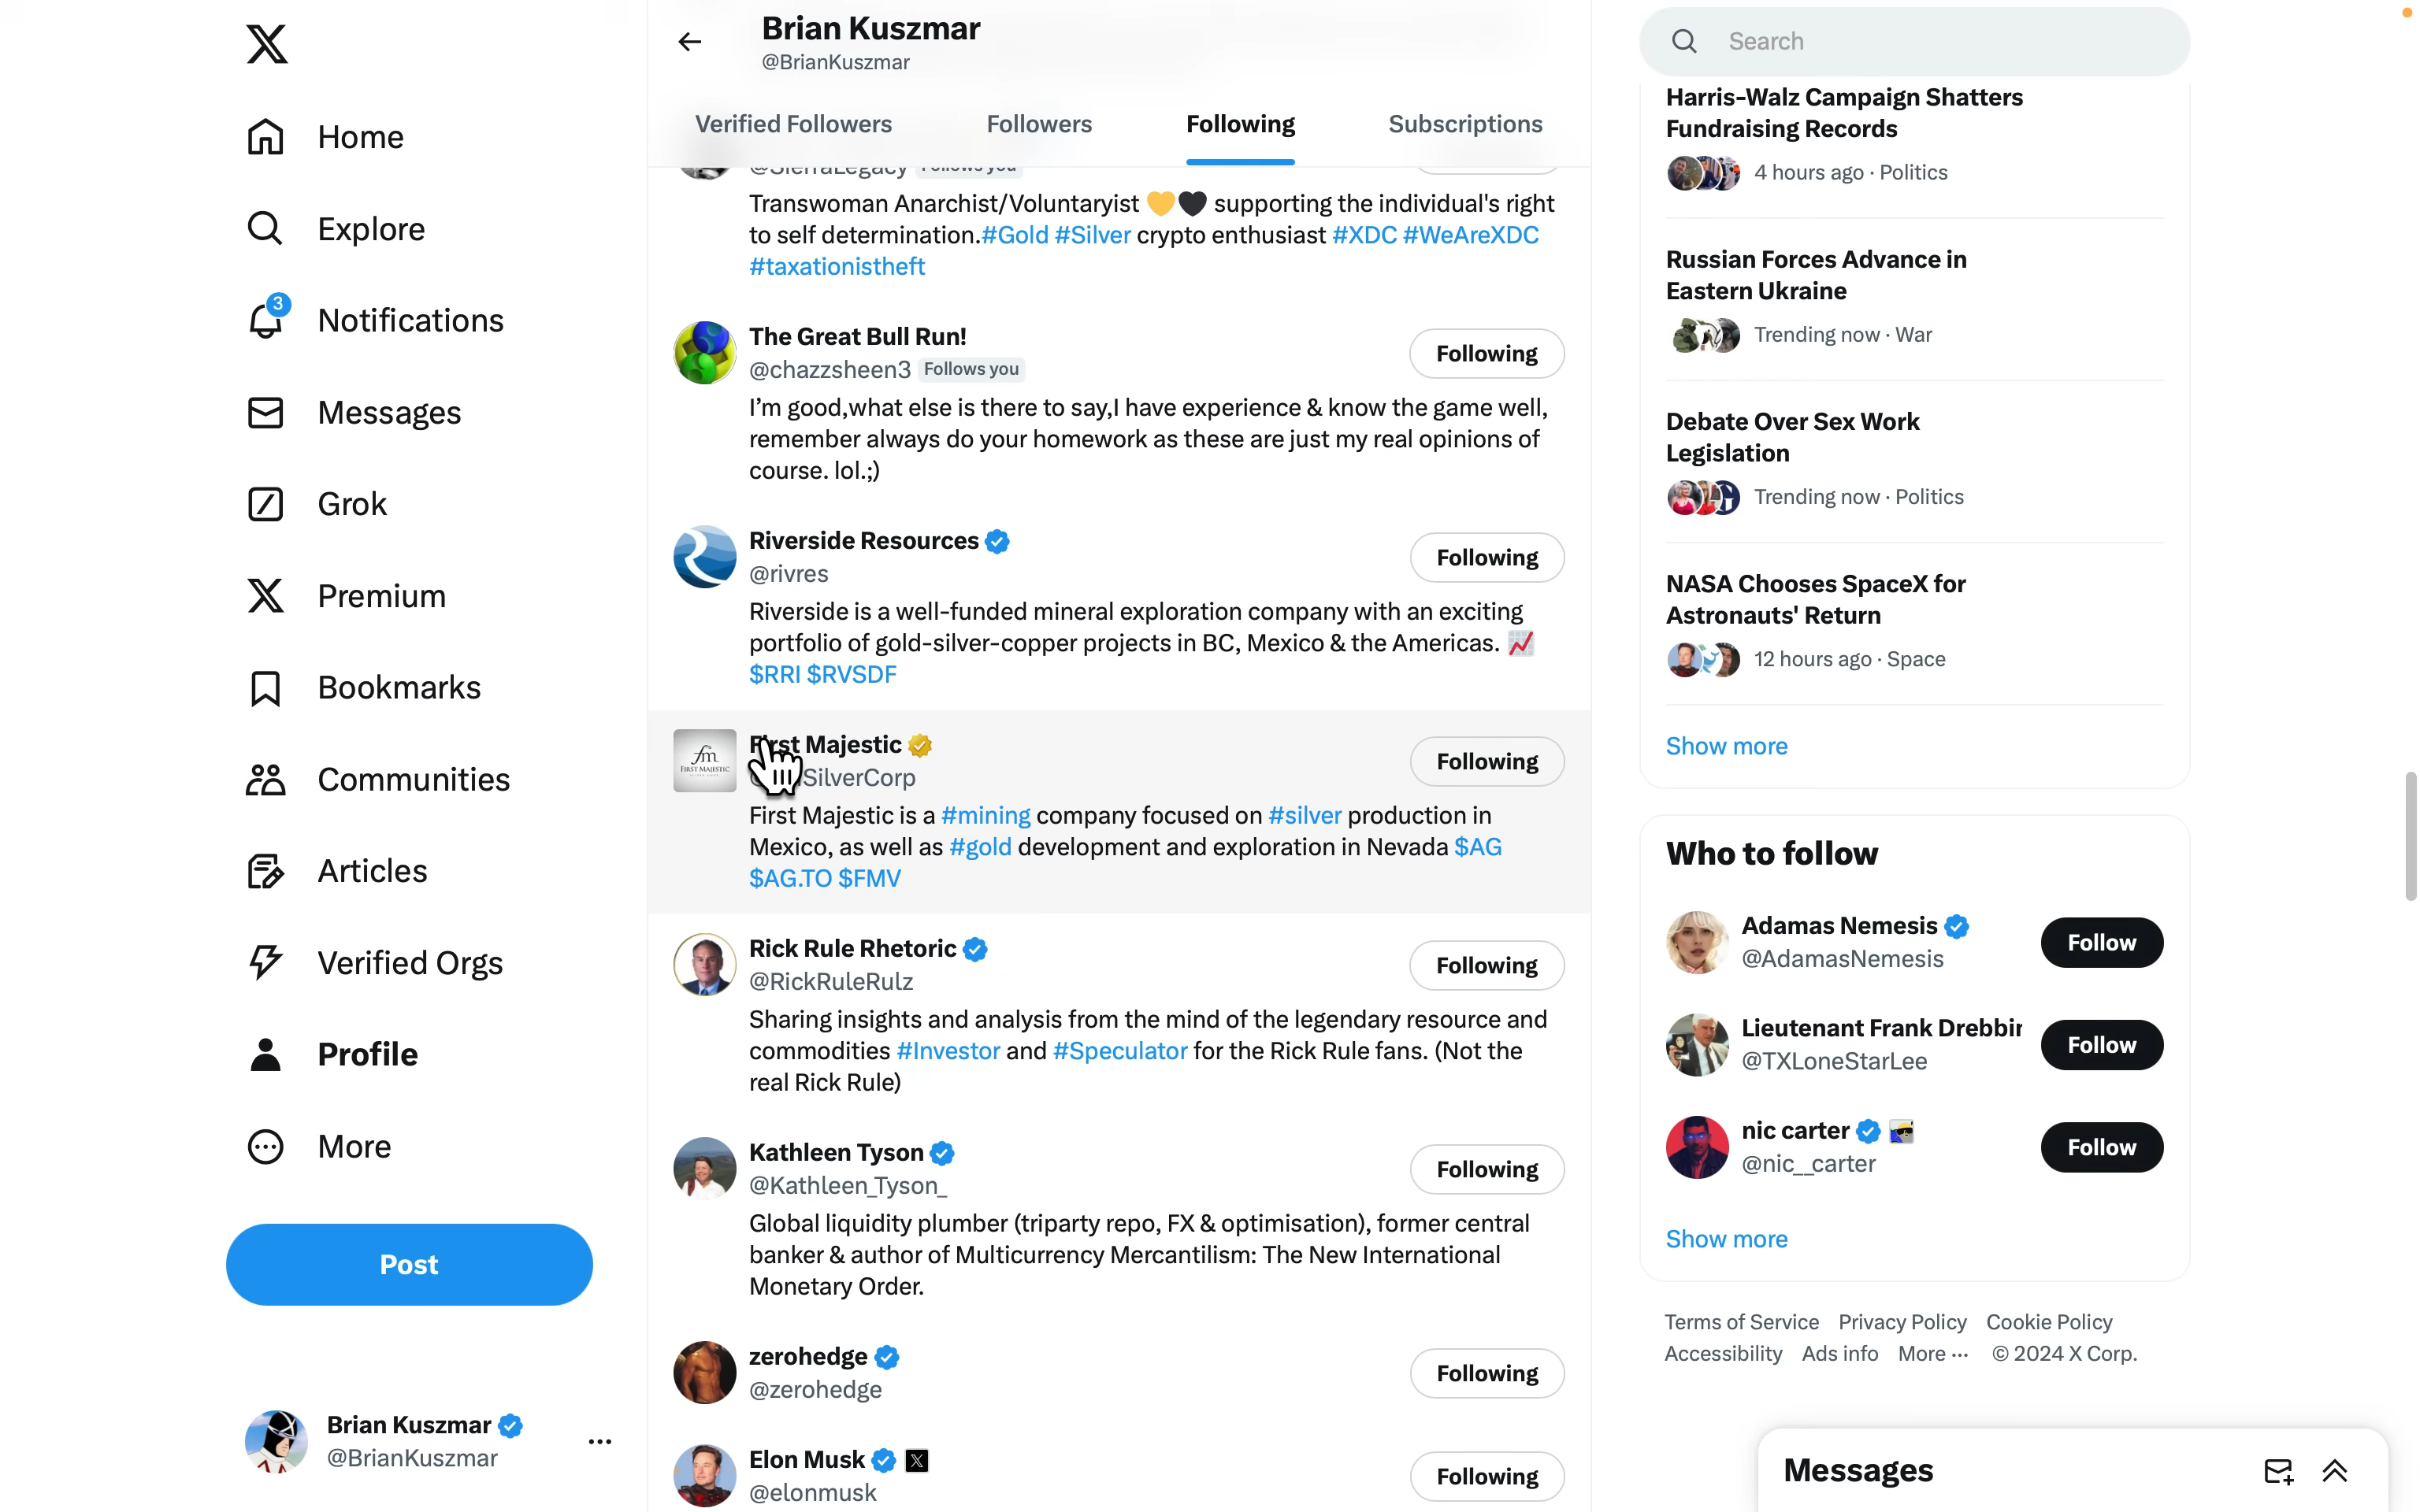 Home
Explore
3
Notifications
Messages
Grok
Premium
Bookmarks
Communities
Articles
Verified Orgs
Profile
More
Post
Brian Kuszmar
@BrianKuszmar
Brian Kuszmar
@BrianKuszmar
Verified Followers
Followers
Following
Subscriptions
@SierraLegacy Follows you
Transwoman Anarchist/Voluntaryist 💛🖤 supporting the individual's right
to self determination.#Gold #Silver crypto enthusiast #XDC #WeAreXDC
#taxationistheft
The Great Bull Run!
@chazzsheen3 Follows you
Following
I’m good,what else is there to say,I have experience & know the game well,
remember always do your homework as these are just my real opinions of
course. lol.;)
Riverside Resources
@rivres
Following
Riverside is a well-funded mineral exploration company with an exciting
portfolio of gold-silver-copper projects in BC, Mexico & the Americas. 📈
$RRI $RVSDF
fm
FIRST MAJESTIC
First Majestic
SilverCorp
Following
First Majestic is a #mining company focused on #silver production in
Mexico, as well as #gold development and exploration in Nevada $AG
$AG.TO $FMV
Rick Rule Rhetoric
@RickRuleRulz
Following
Sharing insights and analysis from the mind of the legendary resource and
commodities #Investor and #Speculator for the Rick Rule fans. (Not the
real Rick Rule)
Kathleen Tyson
@Kathleen_Tyson_
Following
Global liquidity plumber (triparty repo, FX & optimisation), former central
banker & author of Multicurrency Mercantilism: The New International
Monetary Order.
zerohedge
@zerohedge
Following
Elon Musk
@elonmusk
Following
Search
Harris-Walz Campaign Shatters
Fundraising Records
4 hours ago · Politics
Russian Forces Advance in
Eastern Ukraine
Trending now · War
Debate Over Sex Work
Legislation
Trending now · Politics
NASA Chooses SpaceX for
Astronauts' Return
12 hours ago · Space
Show more
Who to follow
Adamas Nemesis
@AdamasNemesis
Follow
Lieutenant Frank Drebbin
@TXLoneStarLee
Follow
nic carter
@nic__carter
Follow
Show more
Terms of Service Privacy Policy Cookie Policy
Accessibility Ads info More ··· © 2024 X Corp.
Messages